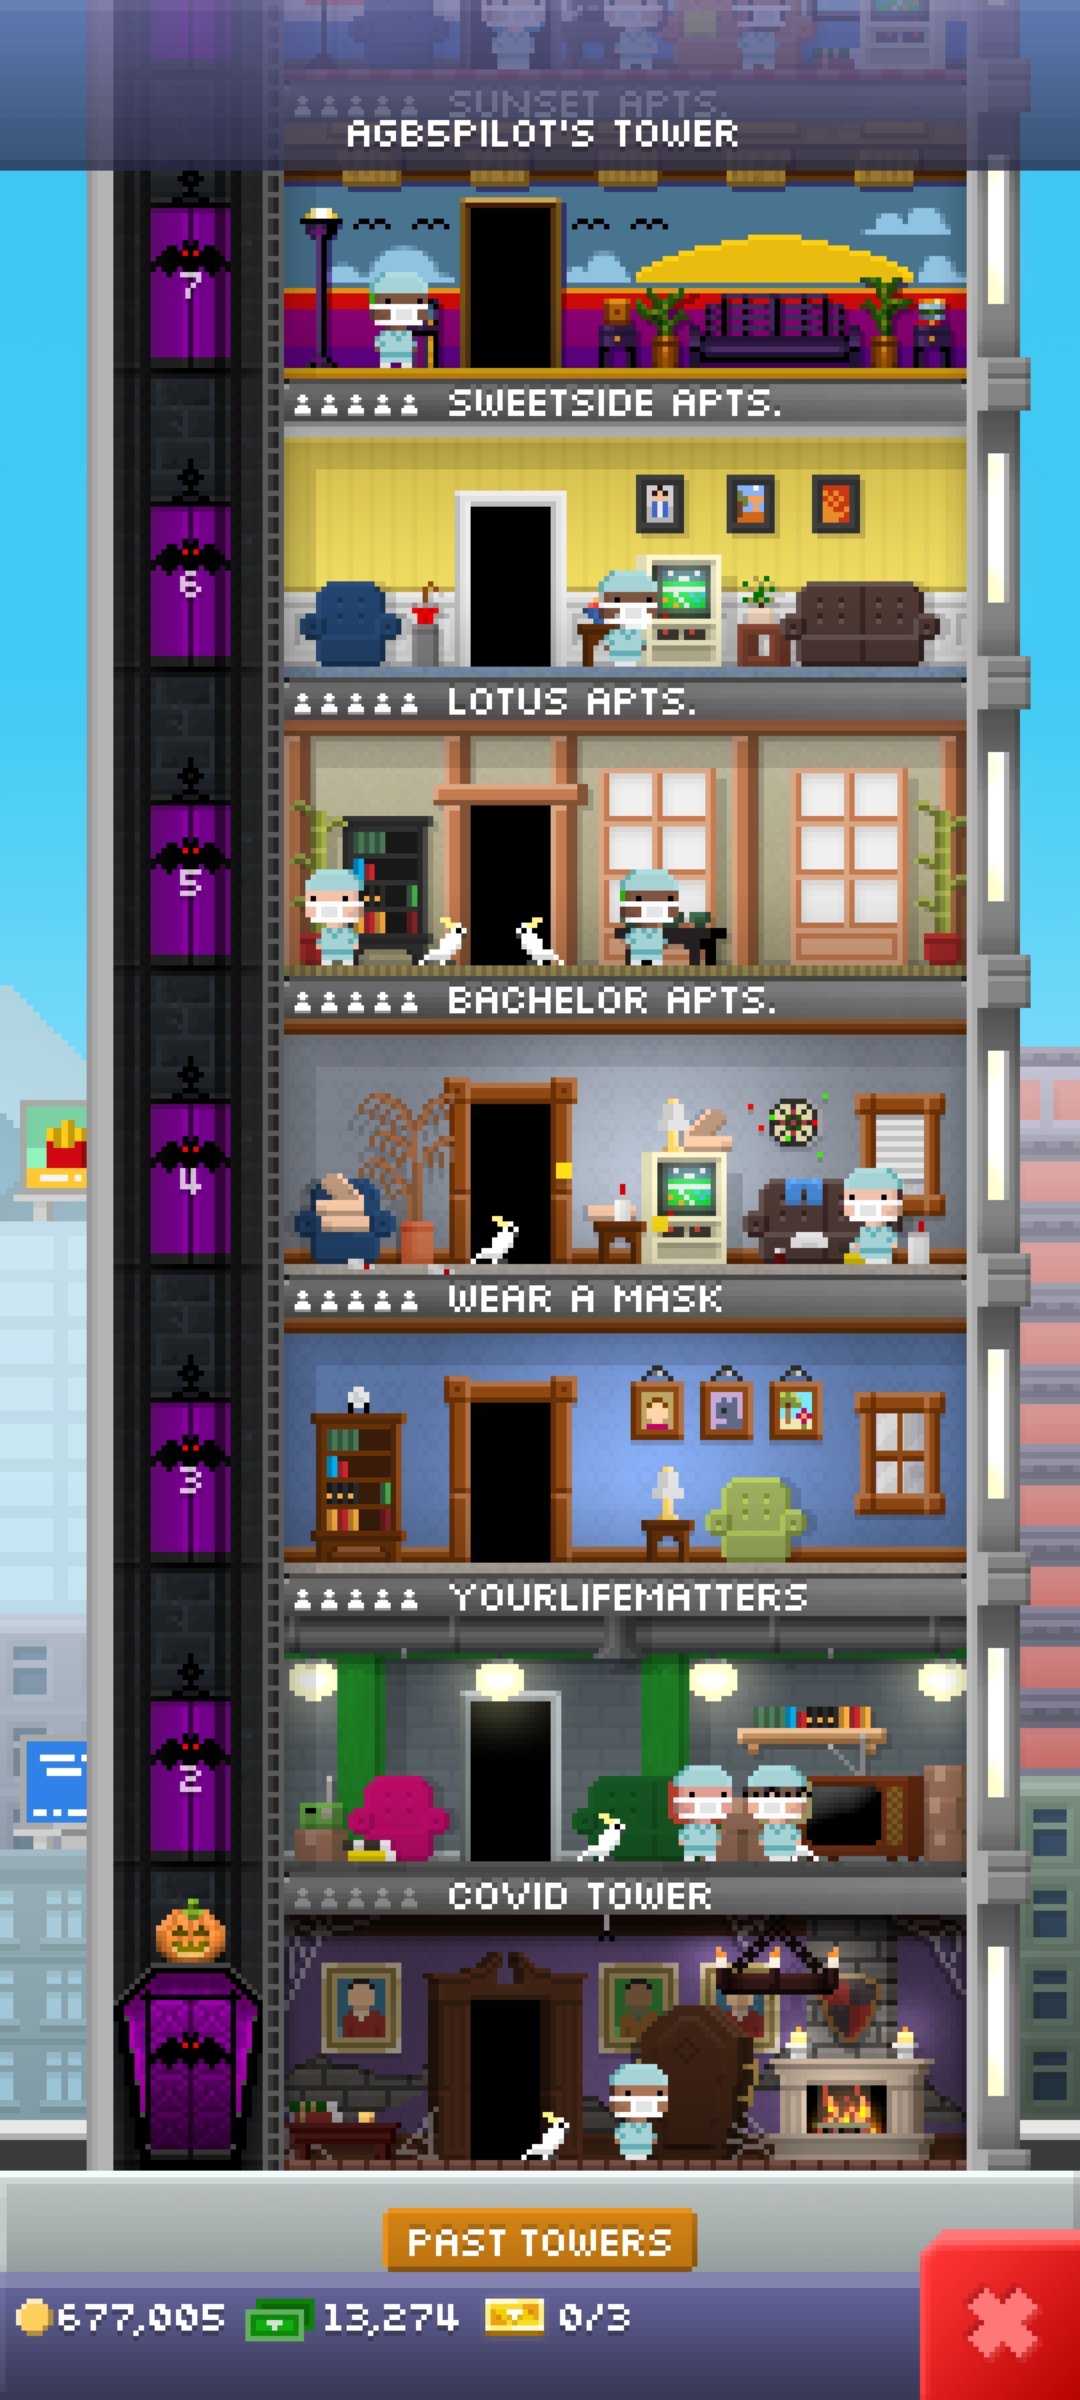 SUNSET APTS.
AGB5PILOT'S TOWER
7
SWEETSIDE APTS.
6
LOTUS APTS.
5
BACHELOR APTS.
4
WEAR A MASK
3
YOURLIFEMATTERS
2
COVID TOWER
PAST TOWERS
677,005 13,274 0/3